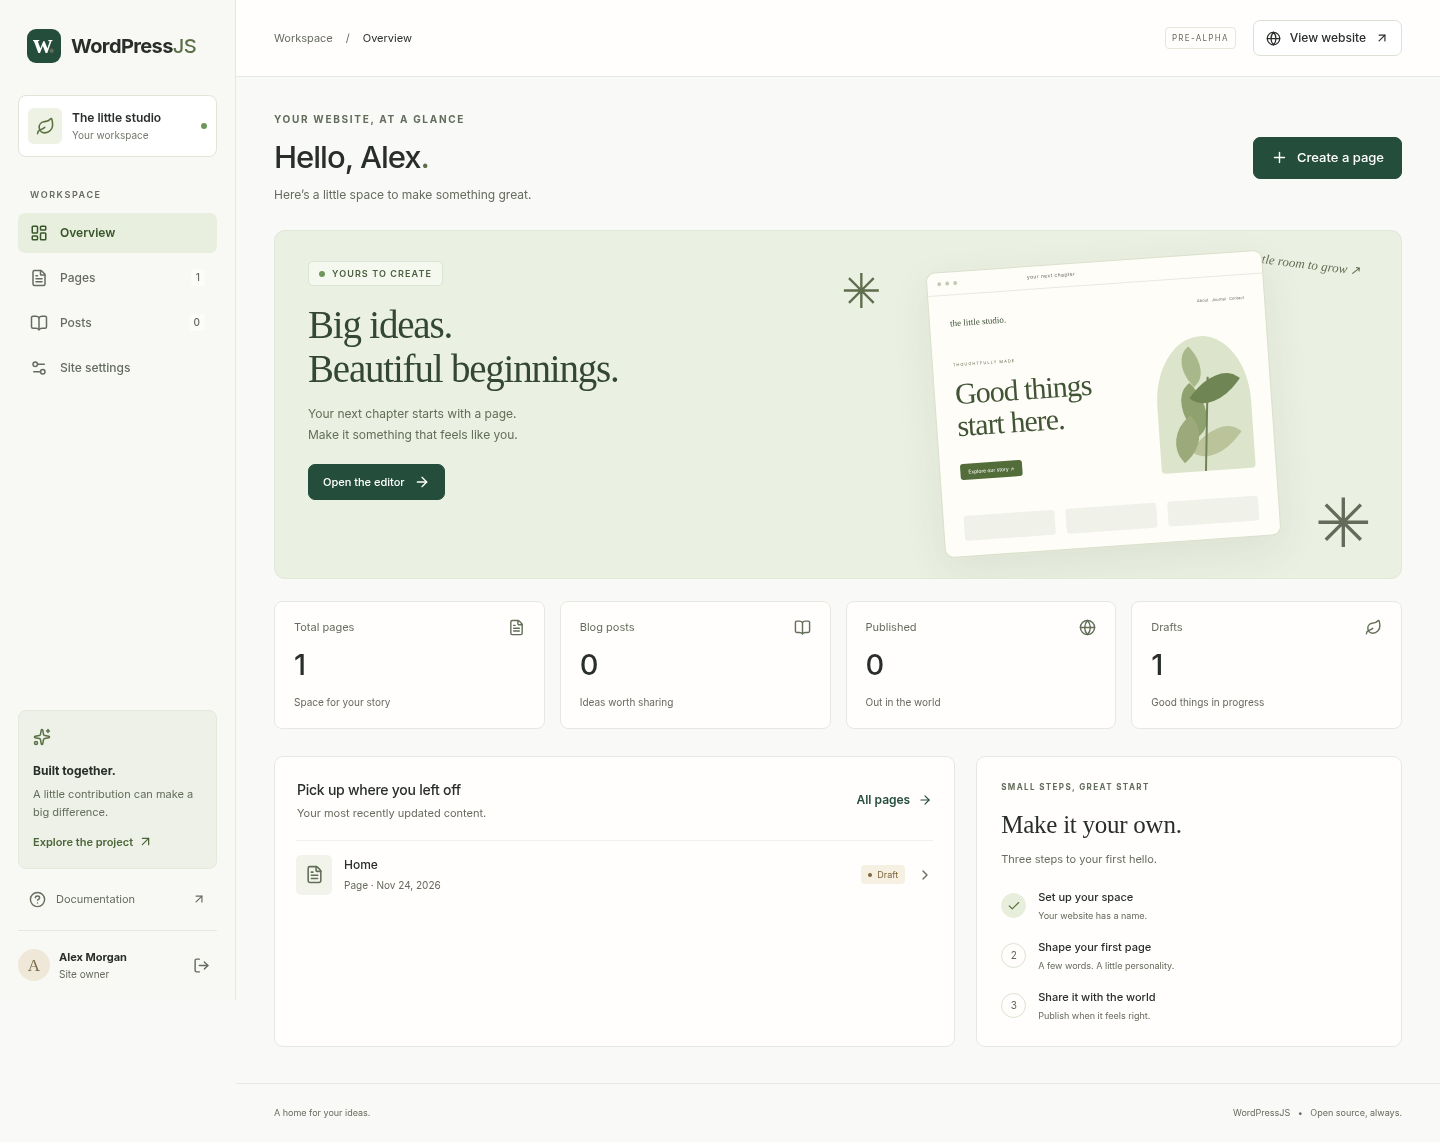 W
WordPressJS
The little studio
Your workspace
WORKSPACE
Overview
Pages
1
Posts
0
Site settings
Built together.
A little contribution can make a
big difference.
Explore the project
Documentation
A
Alex Morgan
Site owner
Workspace / Overview
PRE-ALPHA
View website
YOUR WEBSITE, AT A GLANCE
Hello, Alex.
Here’s a little space to make something great.
Create a page
YOURS TO CREATE
Big ideas.
Beautiful beginnings.
Your next chapter starts with a page.
Make it something that feels like you.
Open the editor
your next chapter
room to grow ↗
About Journal Contact
the little studio.
THOUGHTFULLY MADE
Good things
start here.
Explore our story
Total pages
1
Space for your story
Blog posts
0
Ideas worth sharing
Published
0
Out in the world
Drafts
1
Good things in progress
Pick up where you left off
Your most recently updated content.
All pages
Home
Page · Nov 24, 2026
Draft
SMALL STEPS, GREAT START
Make it your own.
Three steps to your first hello.
Set up your space
Your website has a name.
2
Shape your first page
A few words. A little personality.
3
Share it with the world
Publish when it feels right.
A home for your ideas.
WordPressJS • Open source, always.